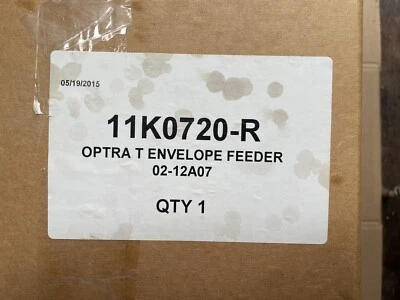 05/19/2015
11K0720-R
OPTRA T ENVELOPE FEEDER
02-12A07
QTY 1